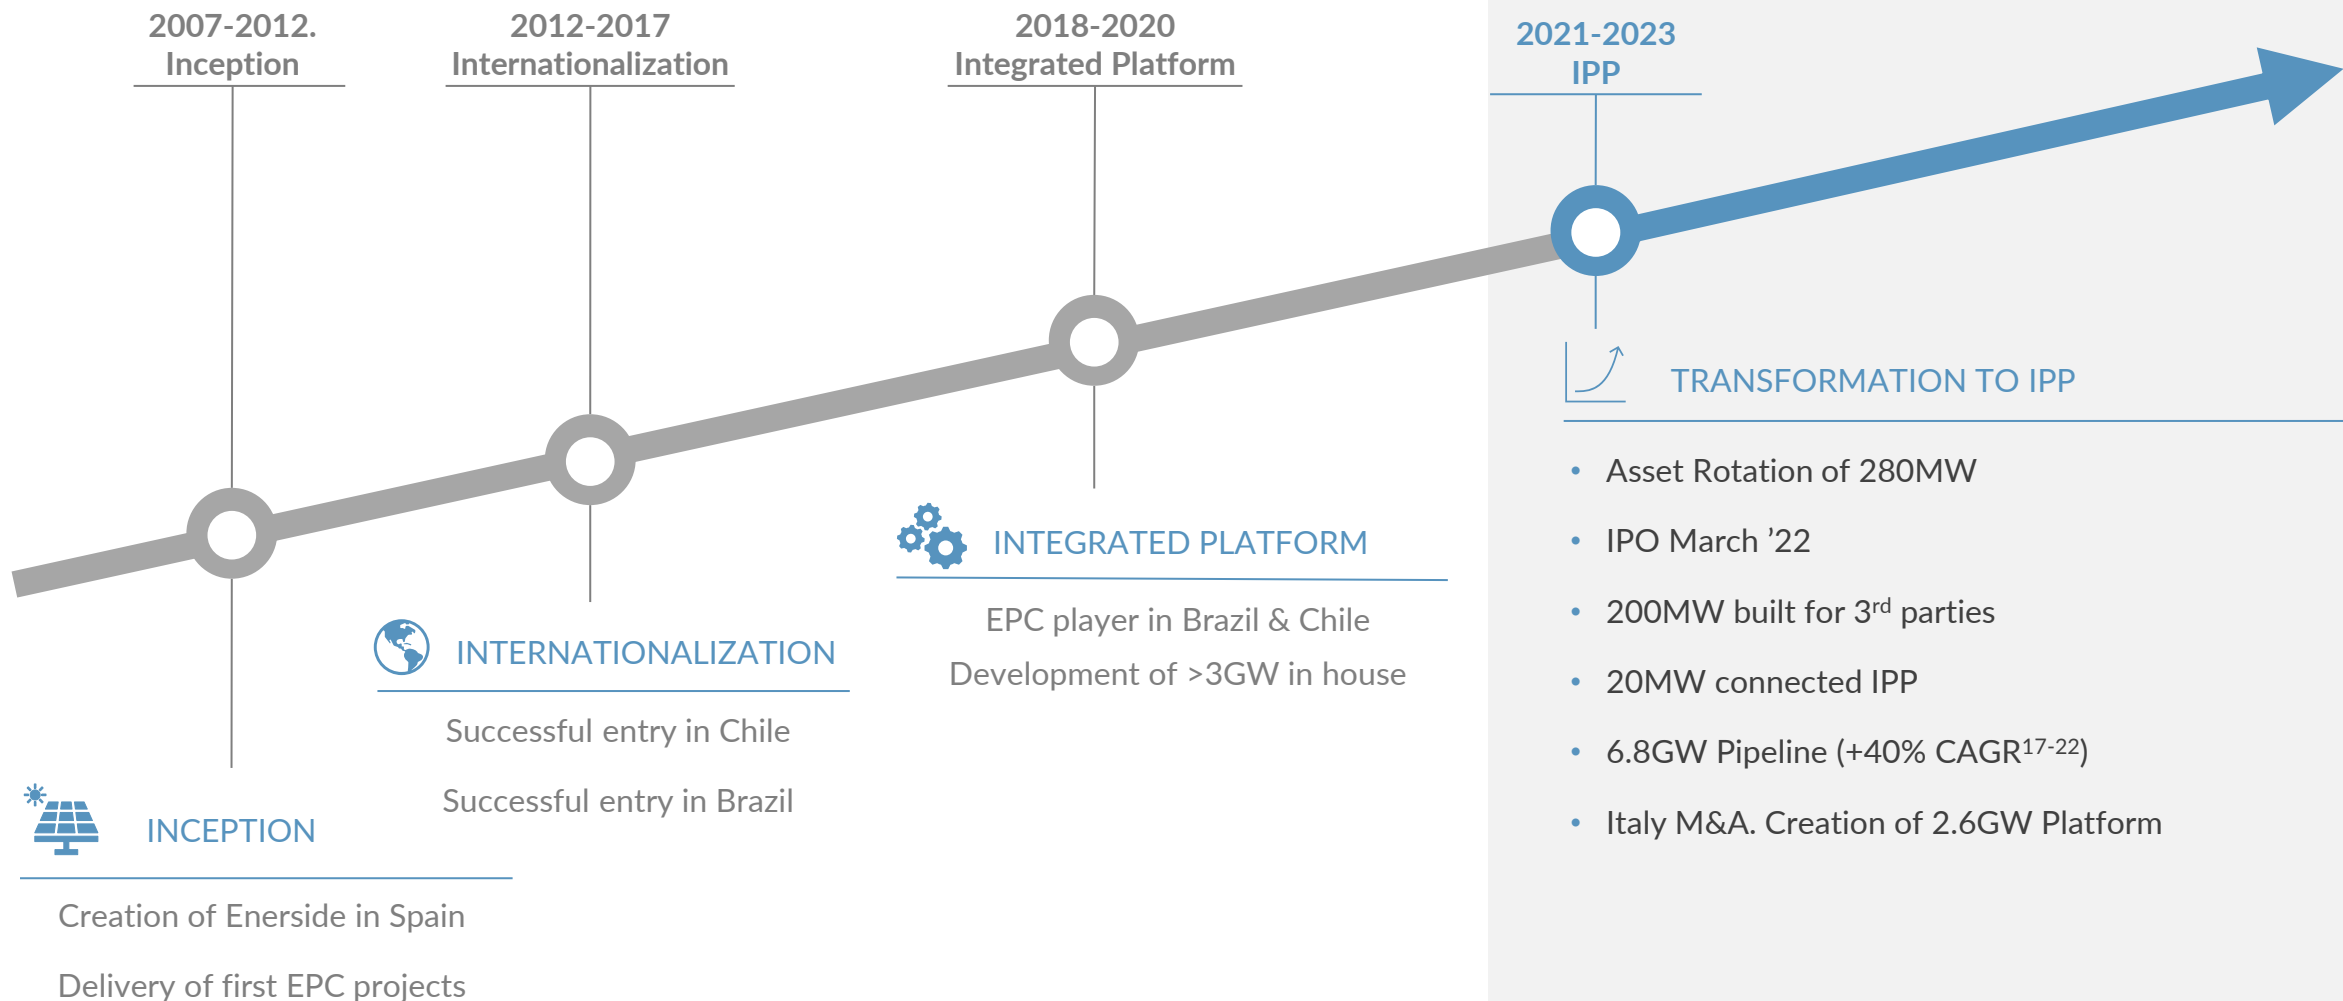 2007-2012.
Inception
2012-2017
Internationalization
2018-2020
Integrated Platform
2021-2023
IPP
INCEPTION
Creation of Enerside in Spain
Delivery of first EPC projects
INTERNATIONALIZATION
Successful entry in Chile
Successful entry in Brazil
INTEGRATED PLATFORM
EPC player in Brazil & Chile
Development of >3GW in house
TRANSFORMATION TO IPP
• Asset Rotation of 280MW
• IPO March ’22
• 200MW built for 3rd parties
• 20MW connected IPP
• 6.8GW Pipeline (+40% CAGR17-22)
• Italy M&A. Creation of 2.6GW Platform